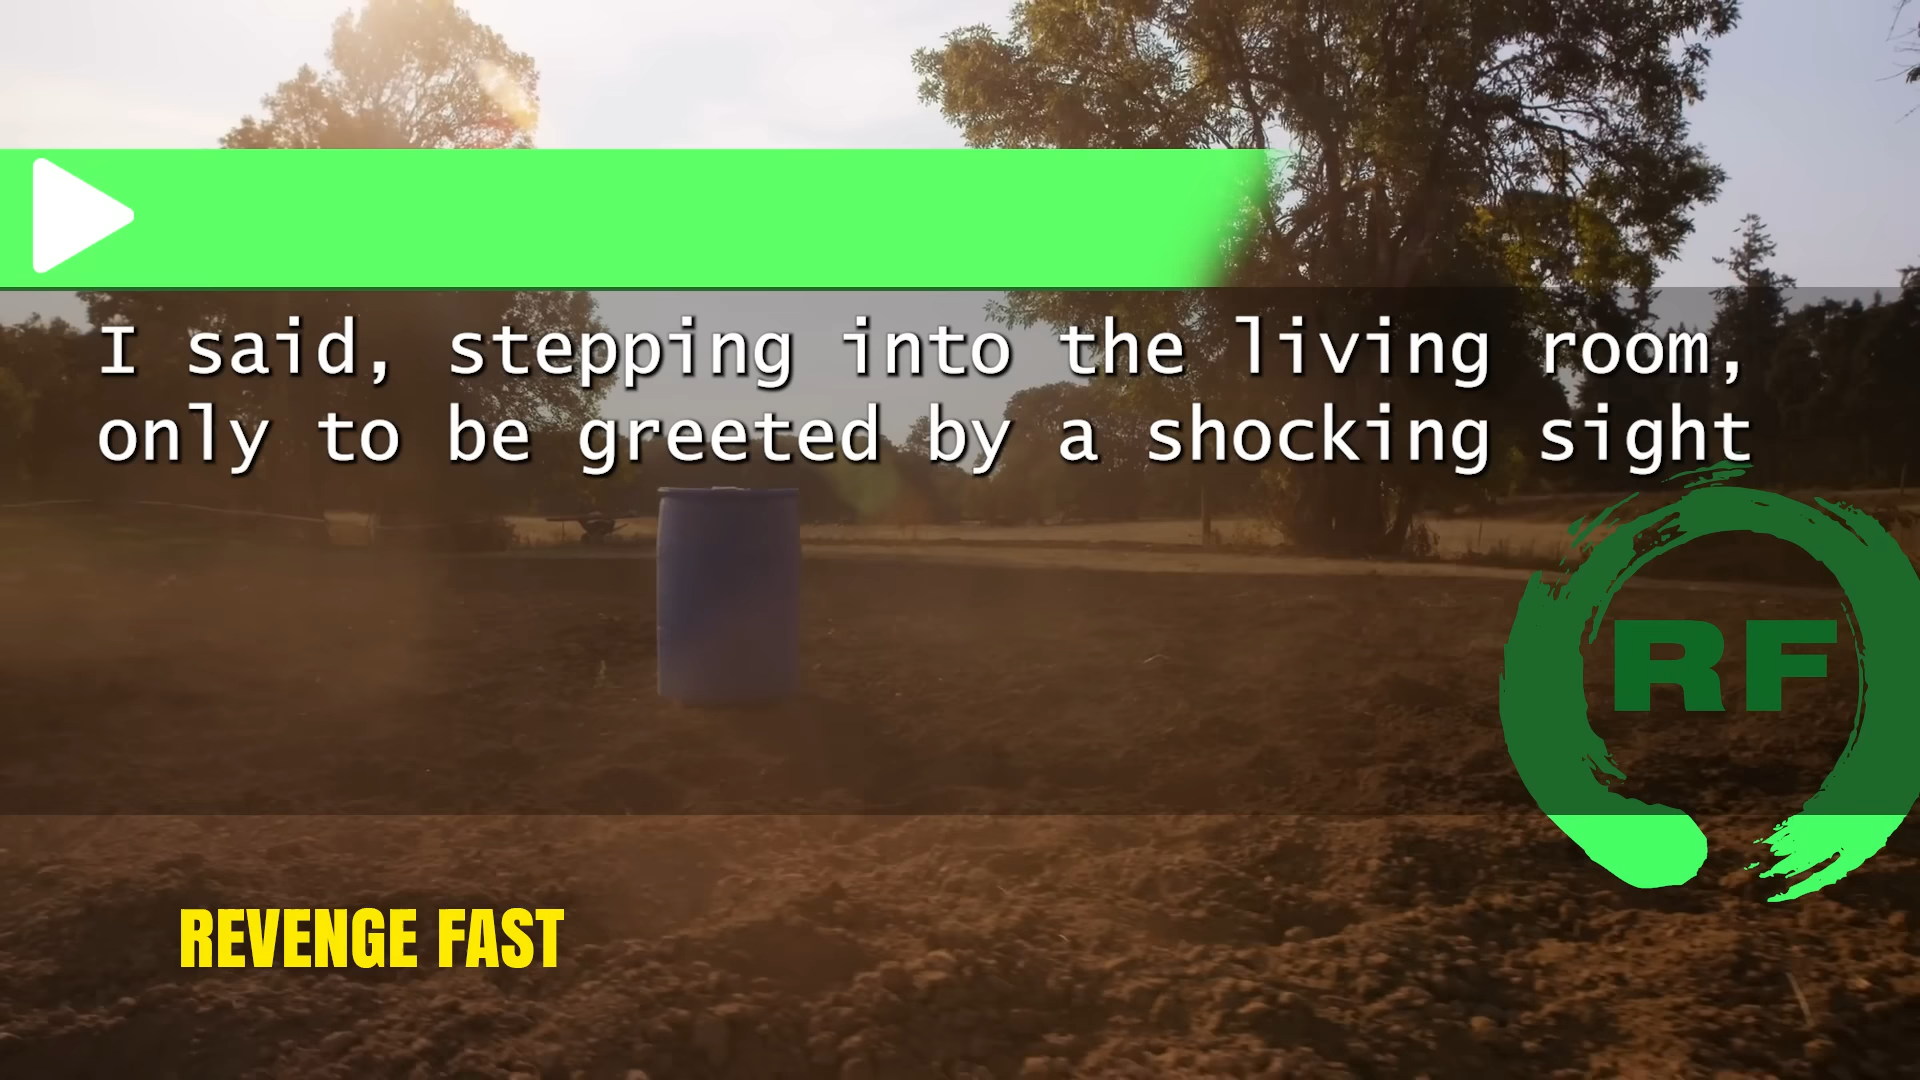 I said, stepping into the living room,
only to be greeted by a shocking sight
RF
REVENGE FAST